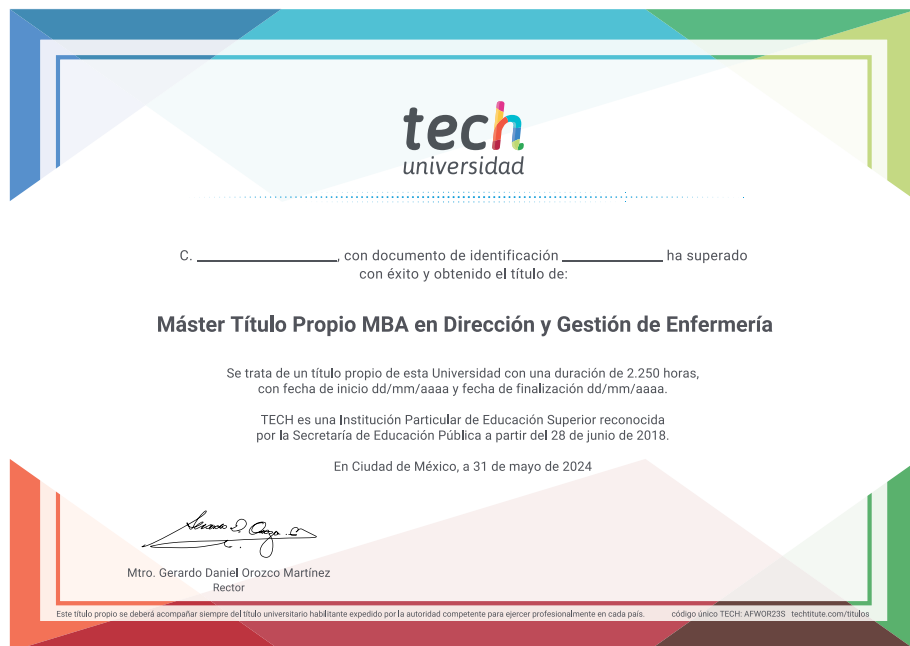 tech
universidad
C. __________________, con documento de identificación _____________ ha superado
con éxito y obtenido el título de:
Máster Título Propio MBA en Dirección y Gestión de Enfermería
Se trata de un título propio de esta Universidad con una duración de 2.250 horas,
con fecha de inicio dd/mm/aaaa y fecha de finalización dd/mm/aaaa.
TECH es una Institución Particular de Educación Superior reconocida
por la Secretaría de Educación Pública a partir del 28 de junio de 2018.
En Ciudad de México, a 31 de mayo de 2024
Mtro. Gerardo Daniel Orozco Martínez
Rector
Este título propio se deberá acompañar siempre del título universitario habilitante expedido por la autoridad competente para ejercer profesionalmente en cada país. código único TECH: AFWOR23S techtitute.com/titulos